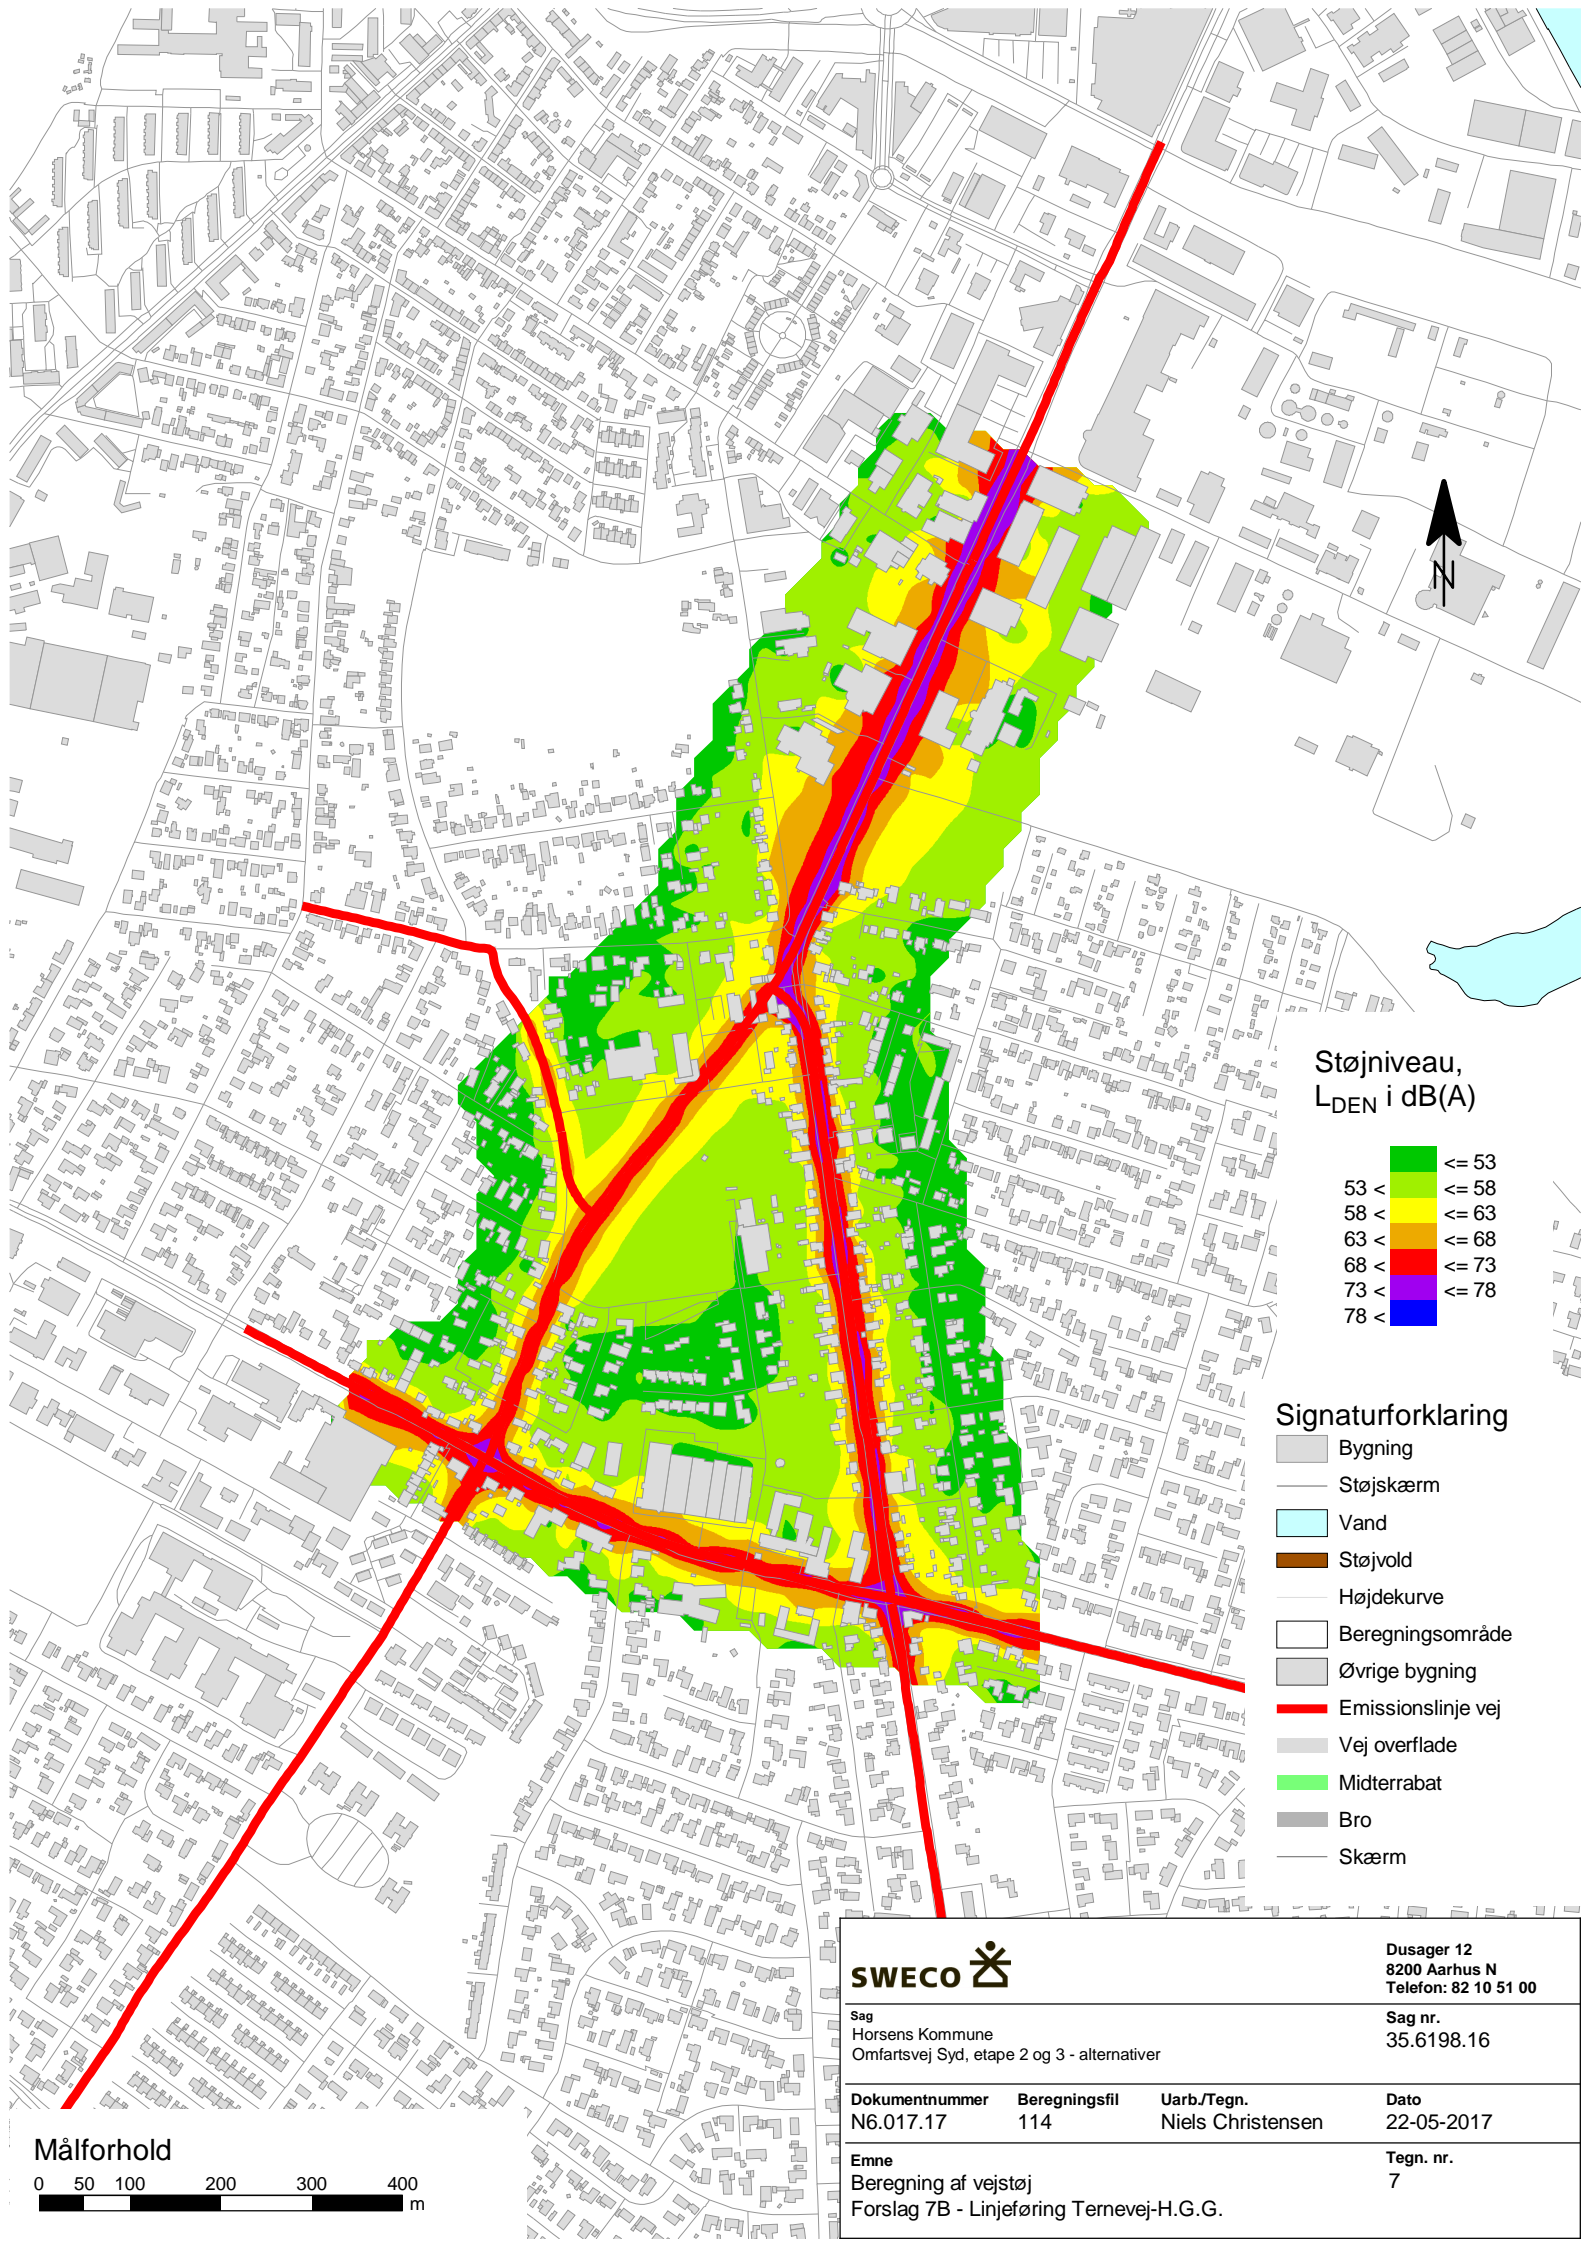 N
Støjniveau,
LDEN i dB(A)
<= 53
53 < <= 58
58 < <= 63
63 < <= 68
68 < <= 73
73 < <= 78
78 <
Signaturforklaring
Bygning
Støjskærm
Vand
Støjvold
Højdekurve
Beregningsområde
Øvrige bygning
Emissionslinje vej
Vej overflade
Midterrabat
Bro
Skærm
Målforhold
0 50 100 200 300 400
m
SWECO
Dusager 12
8200 Aarhus N
Telefon: 82 10 51 00
Sag
Horsens Kommune
Omfartsvej Syd, etape 2 og 3 - alternativer
Sag nr.
35.6198.16
Dokumentnummer Beregningsfil Uarb./Tegn. Dato
N6.017.17 114 Niels Christensen 22-05-2017
Emne
Beregning af vejstøj
Forslag 7B - Linjeføring Ternevej-H.G.G.
Tegn. nr.
7